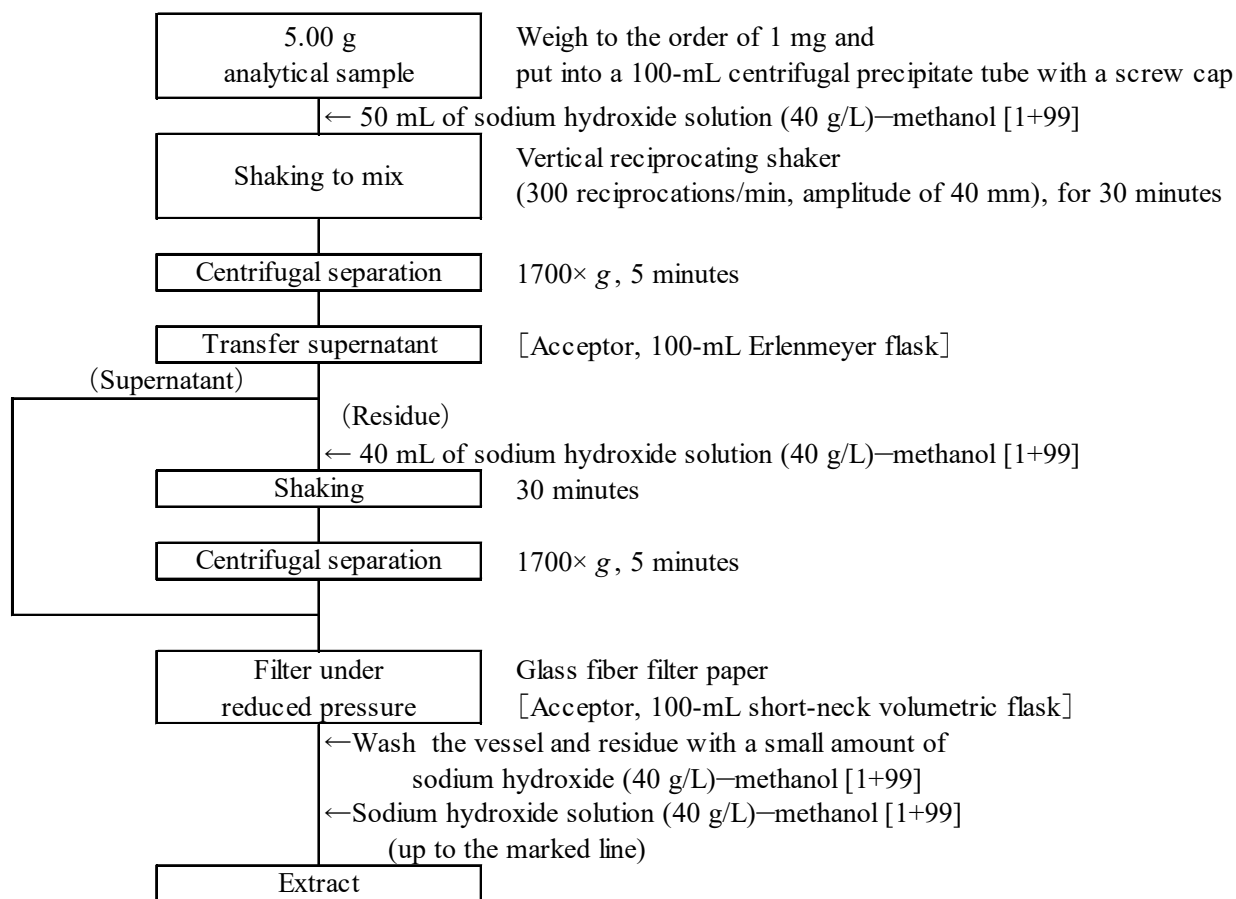 5.00 g
analytical sample
Weigh to the order of 1 mg and
put into a 100-mL centrifugal precipitate tube with a screw cap
← 50 mL of sodium hydroxide solution (40 g/L)—methanol [1+99]
Shaking to mix
Vertical reciprocating shaker
(300 reciprocations/min, amplitude of 40 mm), for 30 minutes
Centrifugal separation
1700× g, 5 minutes
Transfer supernatant
［Acceptor, 100-mL Erlenmeyer flask］
（Supernatant）
（Residue）
← 40 mL of sodium hydroxide solution (40 g/L)—methanol [1+99]
Shaking
30 minutes
Centrifugal separation
1700× g, 5 minutes
Filter under
reduced pressure
Glass fiber filter paper
［Acceptor, 100-mL short-neck volumetric flask］
←Wash the vessel and residue with a small amount of
sodium hydroxide (40 g/L)—methanol [1+99]
←Sodium hydroxide solution (40 g/L)—methanol [1+99]
(up to the marked line)
Extract